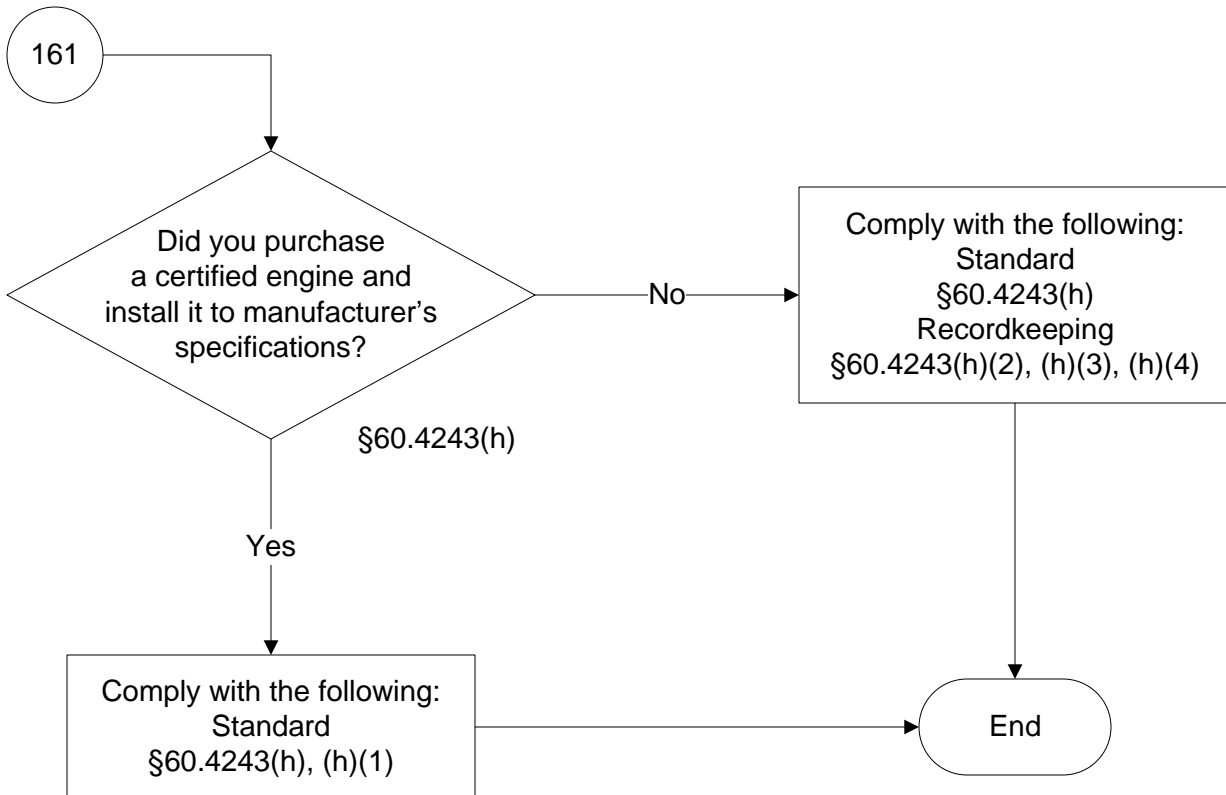 161
Did you purchase
a certified engine and
install it to manufacturer's
specifications?
§60.4243(h)
No
Comply with the following:
Standard
§60.4243(h)
Recordkeeping
§60.4243(h)(2), (h)(3), (h)(4)
Yes
Comply with the following:
Standard
§60.4243(h), (h)(1)
End